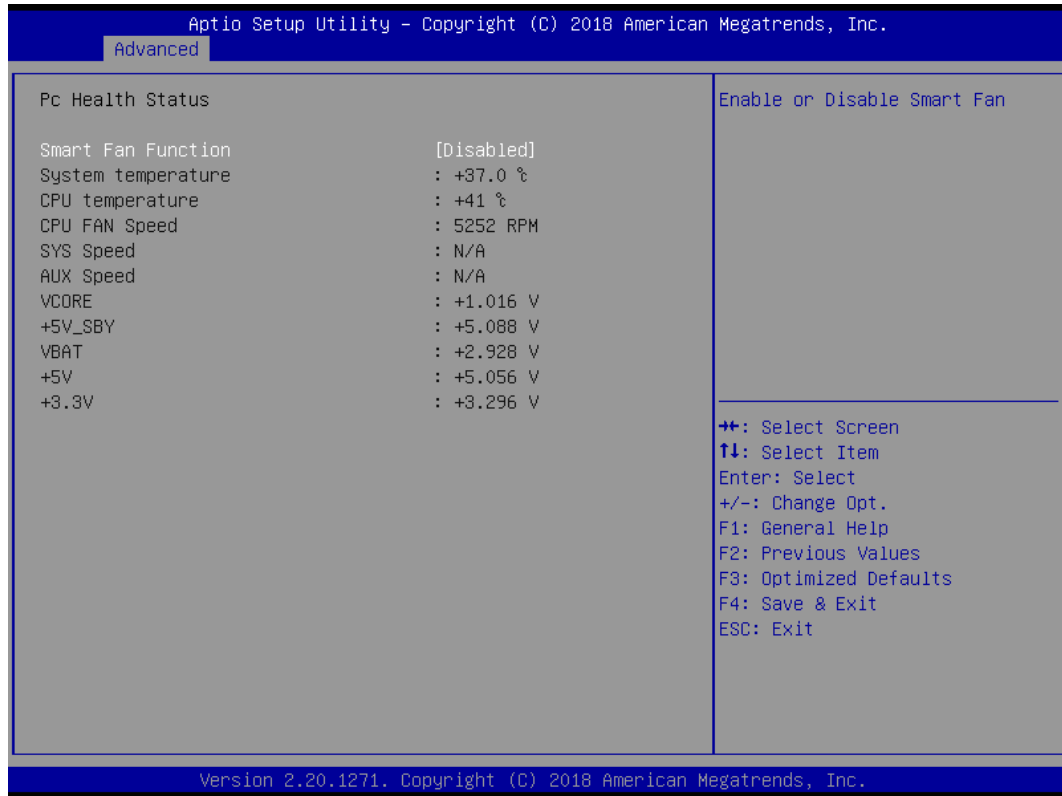 Aptio Setup Utility – Copyright (C) 2018 American Megatrends, Inc.
Advanced
Pc Health Status
Smart Fan Function [Disabled]
System temperature : +37.0 ℃
CPU temperature : +41 ℃
CPU FAN Speed : 5252 RPM
SYS Speed : N/A
AUX Speed : N/A
VCORE : +1.016 V
+5V_SBY : +5.088 V
VBAT : +2.928 V
+5V : +5.056 V
+3.3V : +3.296 V
Enable or Disable Smart Fan
→←: Select Screen
↑↓: Select Item
Enter: Select
+/-: Change Opt.
F1: General Help
F2: Previous Values
F3: Optimized Defaults
F4: Save & Exit
ESC: Exit
Version 2.20.1271. Copyright (C) 2018 American Megatrends, Inc.